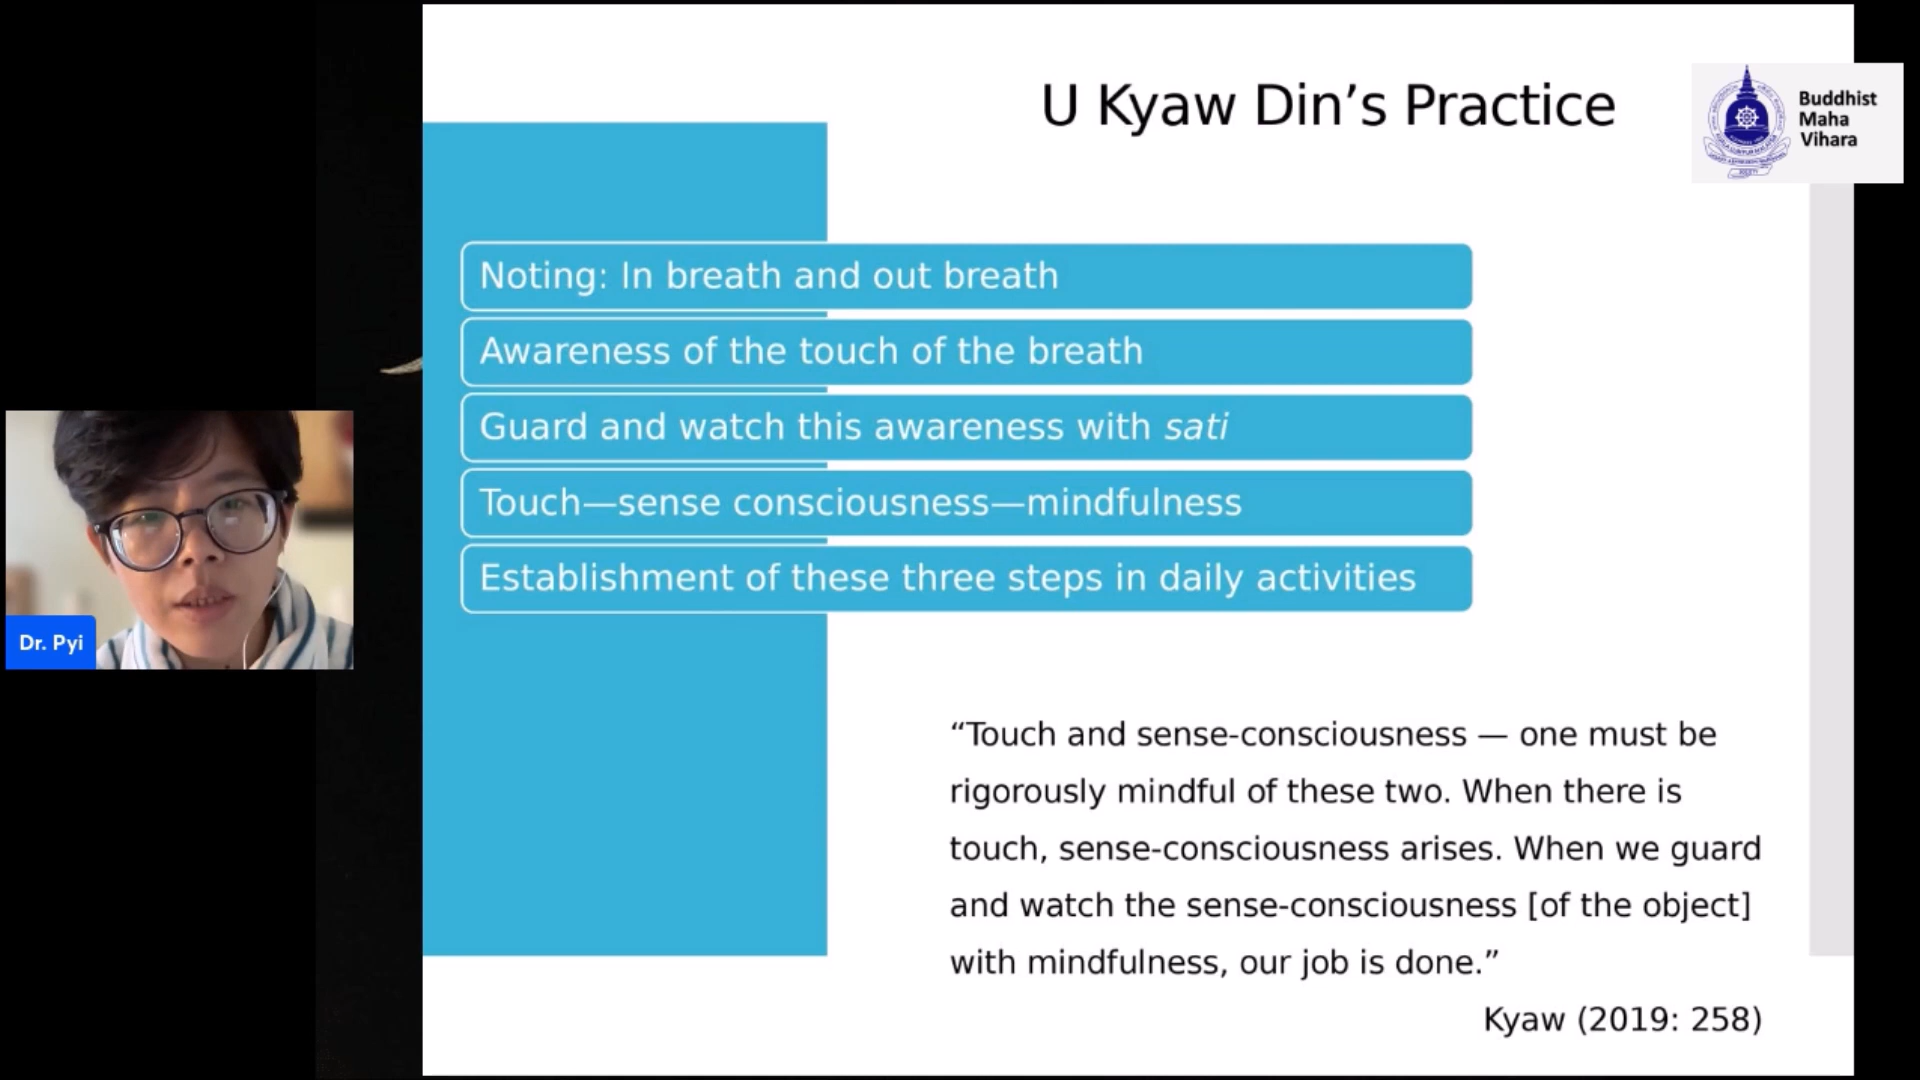 U Kyaw Din’s Practice
Buddhist
Maha
Vihara
Noting: In breath and out breath
Awareness of the touch of the breath
Guard and watch this awareness with sati
Touch—sense consciousness—mindfulness
Establishment of these three steps in daily activities
Dr. Pyi
“Touch and sense-consciousness — one must be
rigorously mindful of these two. When there is
touch, sense-consciousness arises. When we guard
and watch the sense-consciousness [of the object]
with mindfulness, our job is done.”
Kyaw (2019: 258)